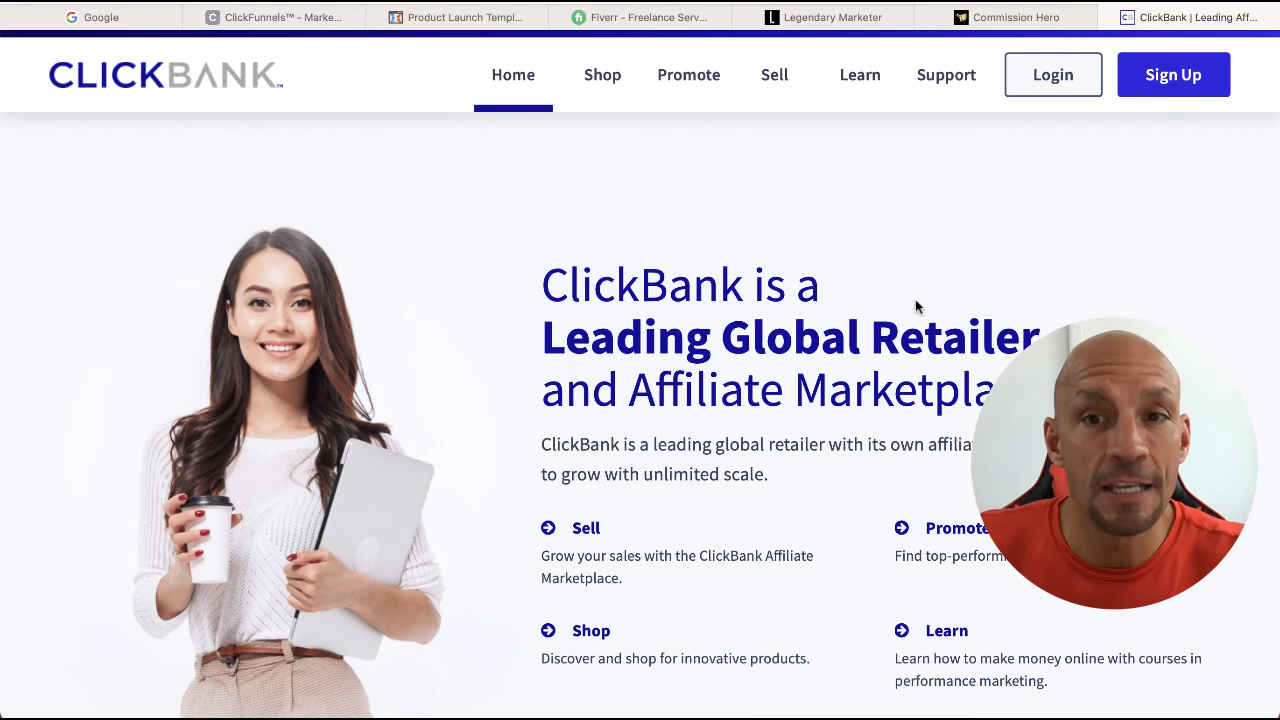 Google
ClickFunnels™ - Marke...
Product Launch Templ...
Fiverr - Freelance Serv...
Legendary Marketer
Commission Hero
ClickBank | Leading Aff...
CLICKBANK™
Home
Shop
Promote
Sell
Learn
Support
Login
Sign Up
ClickBank is a
Leading Global Retailer
and Affiliate Marketpla
ClickBank is a leading global retailer with its own affilia
to grow with unlimited scale.
Sell
Grow your sales with the ClickBank Affiliate
Marketplace.
Promote
Find top-perform
Shop
Discover and shop for innovative products.
Learn
Learn how to make money online with courses in
performance marketing.